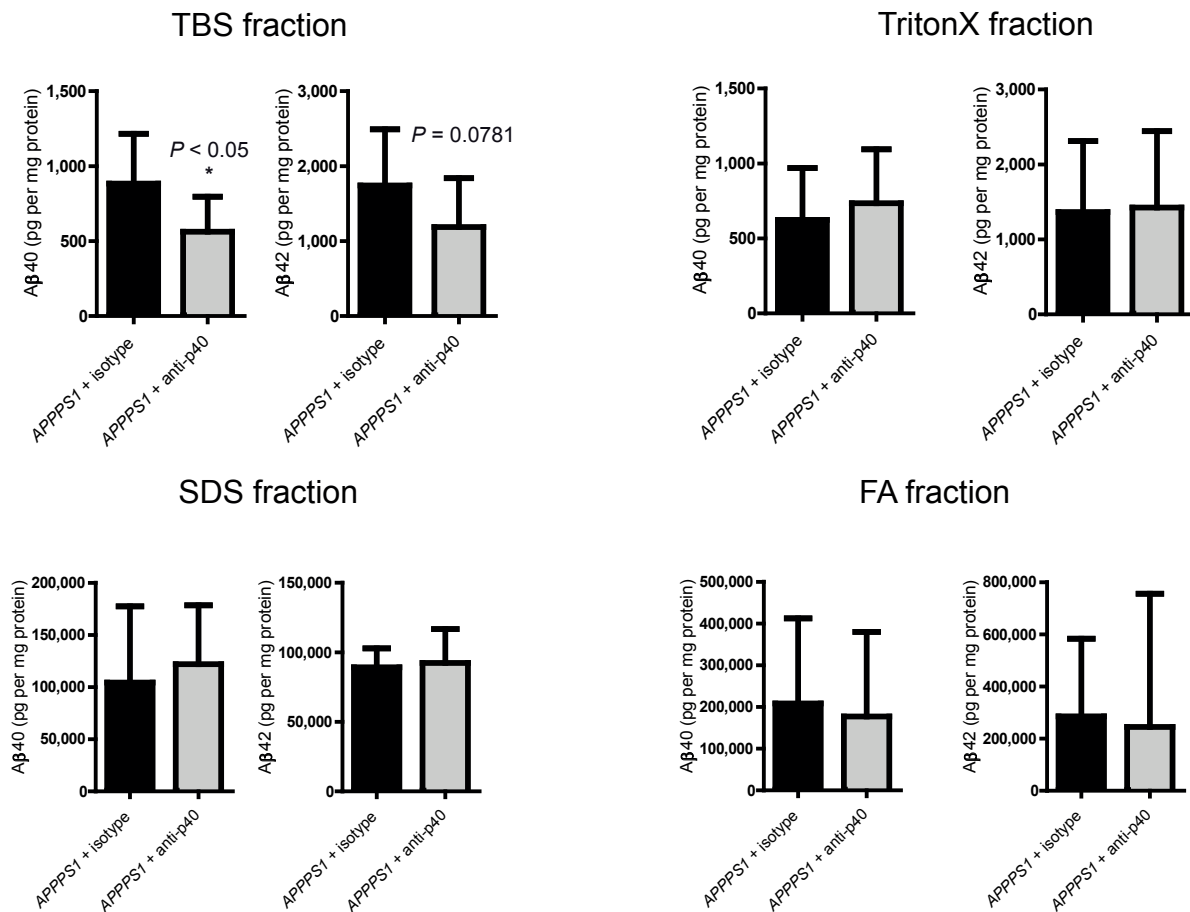 TBS fraction
TritonX fraction
Aβ40 (pg per mg protein)
1,500
1,000
500
0
P < 0.05
*
APPPS1 + isotype
APPPS1 + anti-p40
Aβ42 (pg per mg protein)
3,000
2,000
1,000
0
P = 0.0781
APPPS1 + isotype
APPPS1 + anti-p40
Aβ40 (pg per mg protein)
1,500
1,000
500
0
APPPS1 + isotype
APPPS1 + anti-p40
Aβ42 (pg per mg protein)
3,000
2,000
1,000
0
APPPS1 + isotype
APPPS1 + anti-p40
SDS fraction
FA fraction
Aβ40 (pg per mg protein)
200,000
150,000
100,000
50,000
0
APPPS1 + isotype
APPPS1 + anti-p40
Aβ42 (pg per mg protein)
150,000
100,000
50,000
0
APPPS1 + isotype
APPPS1 + anti-p40
Aβ40 (pg per mg protein)
500,000
400,000
300,000
200,000
100,000
0
APPPS1 + isotype
APPPS1 + anti-p40
Aβ42 (pg per mg protein)
800,000
600,000
400,000
200,000
0
APPPS1 + isotype
APPPS1 + anti-p40